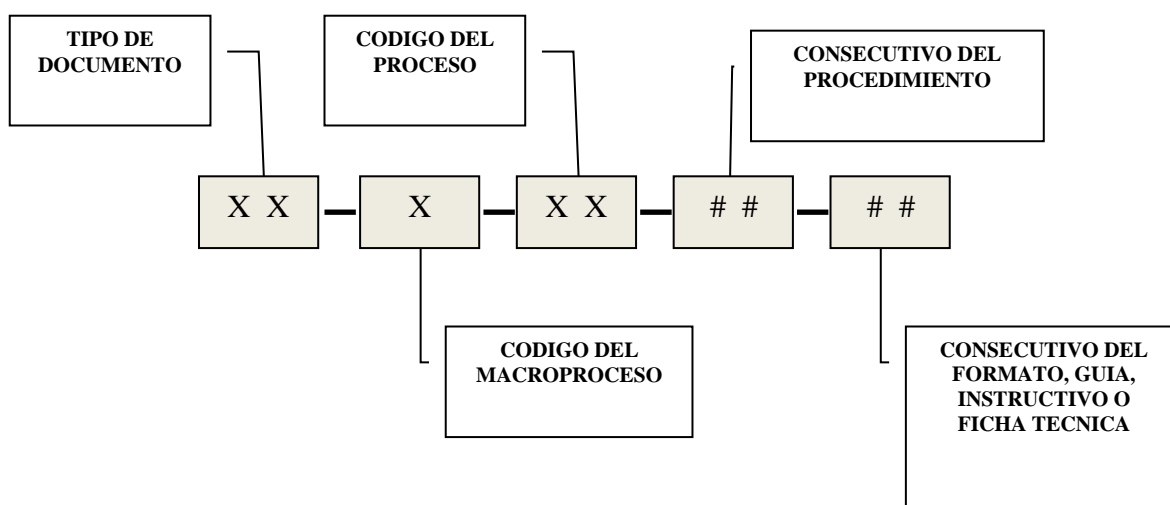 TIPO DE
DOCUMENTO
CODIGO DEL
PROCESO
CONSECUTIVO DEL
PROCEDIMIENTO
X X
X
X X
# #
# #
CODIGO DEL
MACROPROCESO
CONSECUTIVO DEL
FORMATO, GUIA,
INSTRUCTIVO O
FICHA TECNICA